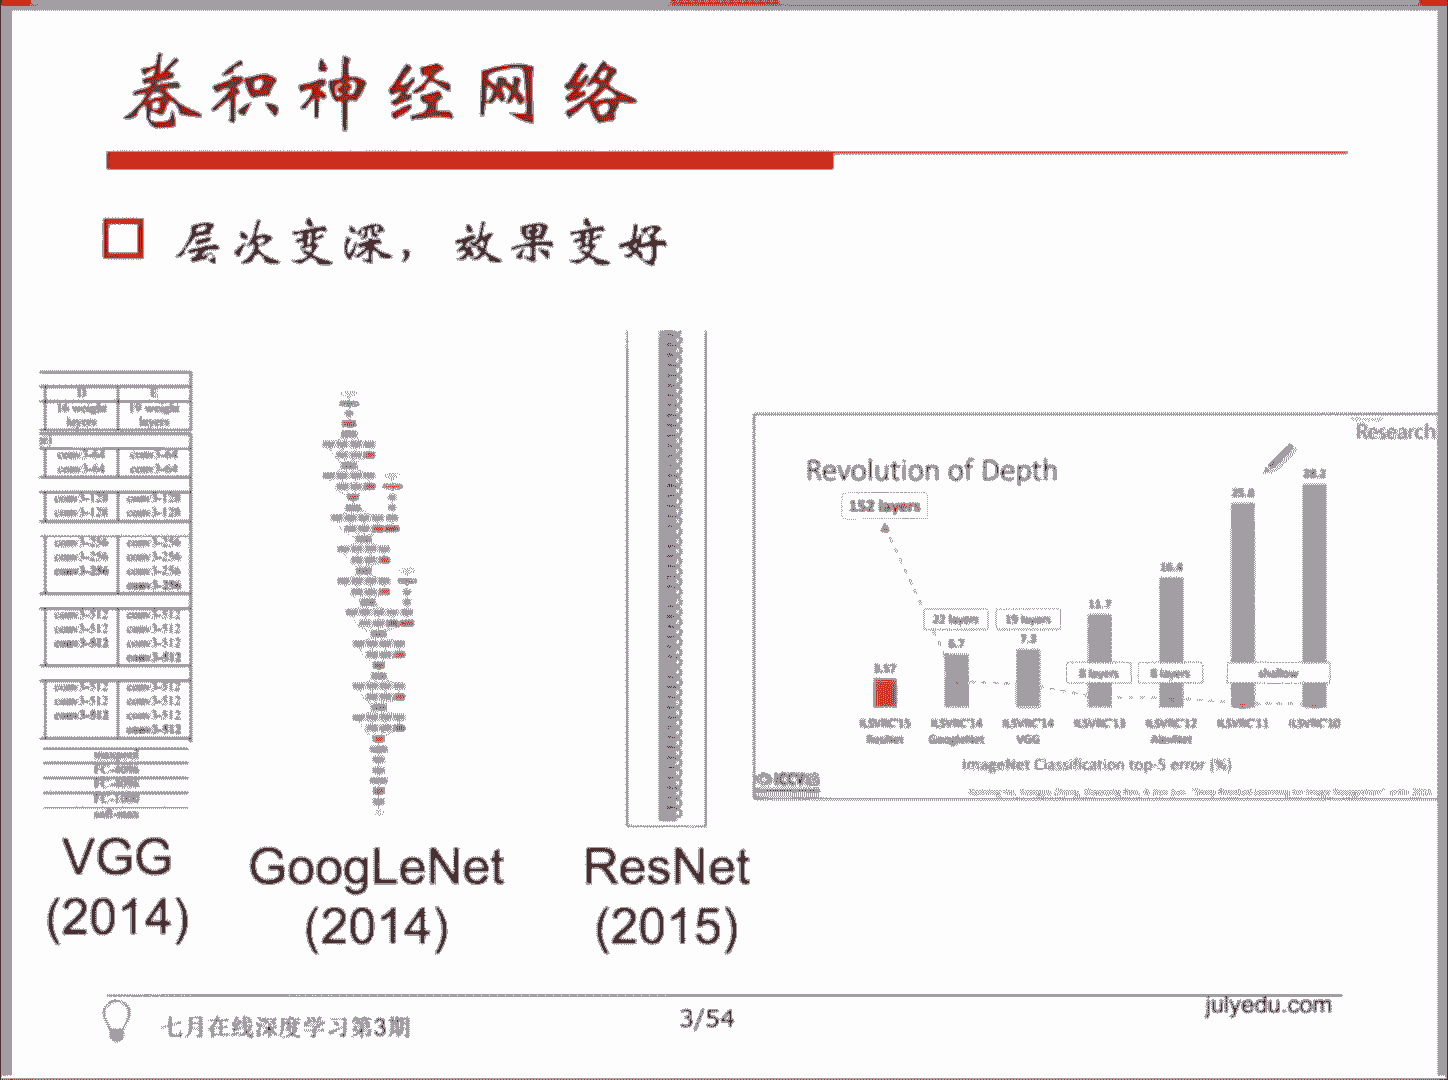 卷积神经网络
层次变深，效果变好
D E
16 weight layers 19 weight layers
conv3-64 conv3-64
conv3-64 conv3-64
conv3-128 conv3-128
conv3-128 conv3-128
conv3-256 conv3-256
conv3-256 conv3-256
conv3-256 conv3-256
conv3-256
conv3-512 conv3-512
conv3-512 conv3-512
conv3-512 conv3-512
conv3-512
conv3-512 conv3-512
conv3-512 conv3-512
conv3-512 conv3-512
conv3-512
maxpool
FC-4096
FC-4096
FC-1000
soft-max
VGG
(2014)
GoogLeNet
(2014)
ResNet
(2015)
Research
Revolution of Depth
152 layers
22 layers
19 layers
8 layers
8 layers
shallow
3.57
6.7
7.3
11.7
16.4
25.8
28.2
ILSVRC'15
ResNet
ILSVRC'14
GoogleNet
ILSVRC'14
VGG
ILSVRC'13
ILSVRC'12
AlexNet
ILSVRC'11
ILSVRC'10
ImageNet Classification top-5 error (%)
七月在线深度学习第3期
3/54
julyedu.com